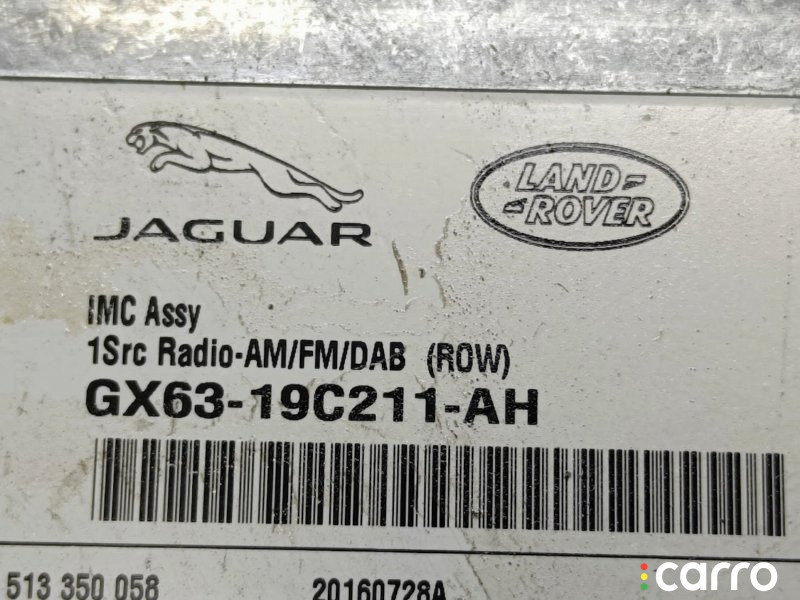 JAGUAR
LAND
ROVER
IMC Assy
1Src Radio-AM/FM/DAB (ROW)
GX63-19C211-AH
513 350 058
20160728A
carro